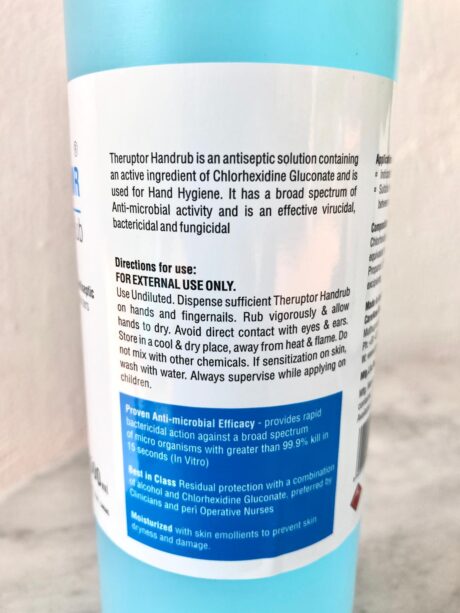 Theruptor Handrub is an antiseptic solution containing
an active ingredient of Chlorhexidine Gluconate and is
used for Hand Hygiene. It has a broad spectrum of
Anti-microbial activity and is an effective virucidal,
bactericidal and fungicidal
Directions for use:
FOR EXTERNAL USE ONLY.
Use Undiluted. Dispense sufficient Theruptor Handrub
on hands and fingernails. Rub vigorously & allow
hands to dry. Avoid direct contact with eyes & ears.
Store in a cool & dry place, away from heat & flame. Do
not mix with other chemicals. If sensitization on skin,
wash with water. Always supervise while applying on
children.
Proven Anti-microbial Efficacy - provides rapid
bactericidal action against a broad spectrum
of micro organisms with greater than 99.9% kill in
15 seconds (In Vitro)
Best in Class Residual protection with a combination
of alcohol and Chlorhexidine Gluconate, preferred by
Clinicians and peri Operative Nurses
Moisturized with skin emollients to prevent skin
dryness and damage.